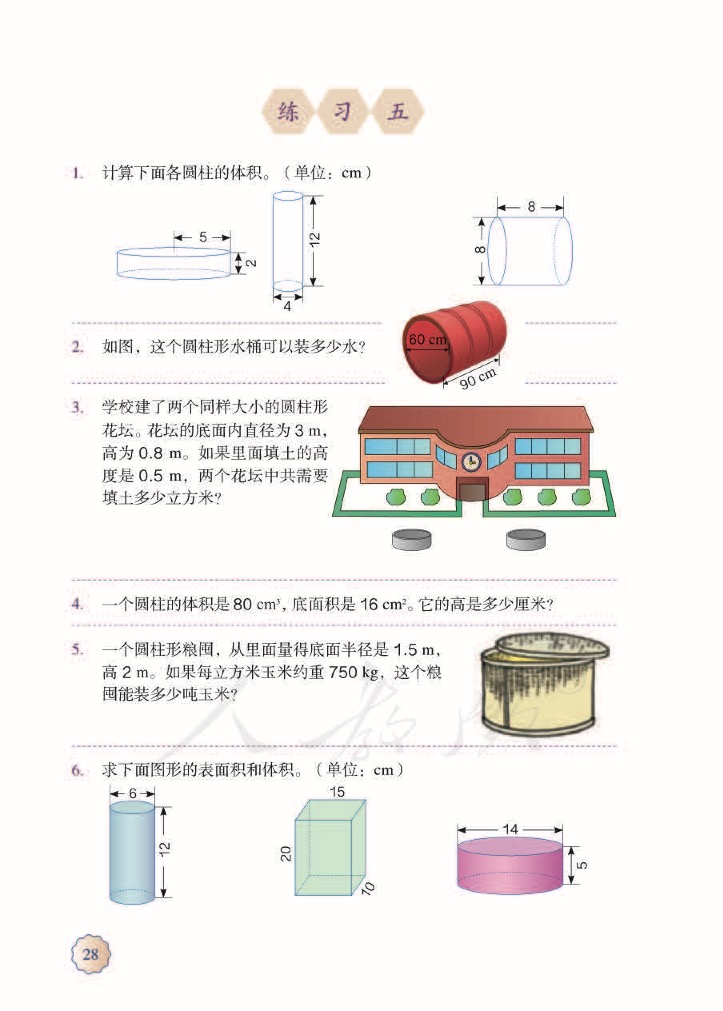 练 习 五
1. 计算下面各圆柱的体积。（单位：cm）
5
2
12
4
8
8
2. 如图，这个圆柱形水桶可以装多少水？
60 cm
90 cm
3. 学校建了两个同样大小的圆柱形
花坛。花坛的底面内直径为 3 m，
高为 0.8 m。如果里面填土的高
度是 0.5 m，两个花坛中共需要
填土多少立方米？
4. 一个圆柱的体积是 80 cm³，底面积是 16 cm²。它的高是多少厘米？
5. 一个圆柱形粮囤，从里面量得底面半径是 1.5 m，
高 2 m。如果每立方米玉米约重 750 kg，这个粮
囤能装多少吨玉米？
人教版
6. 求下面图形的表面积和体积。（单位：cm）
6
12
15
20
10
14
5
28